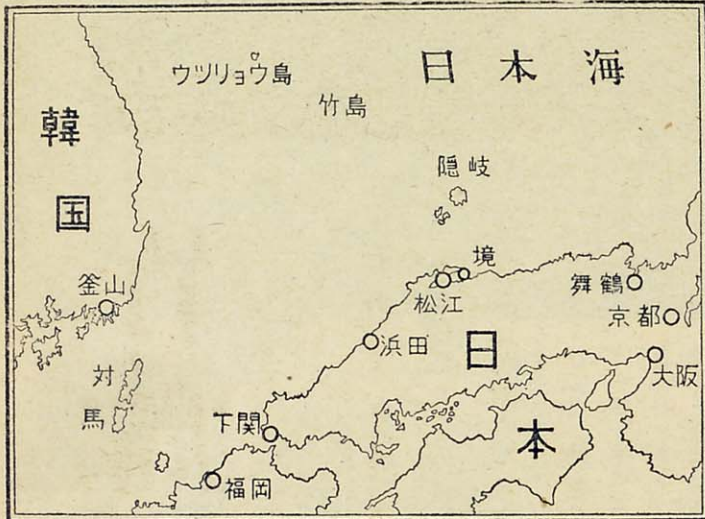 日本海
ウツリョウ島
竹島
韓国
隠岐
境
松江
舞鶴
京都
釜山
浜田
日本
大阪
対馬
下関
福岡